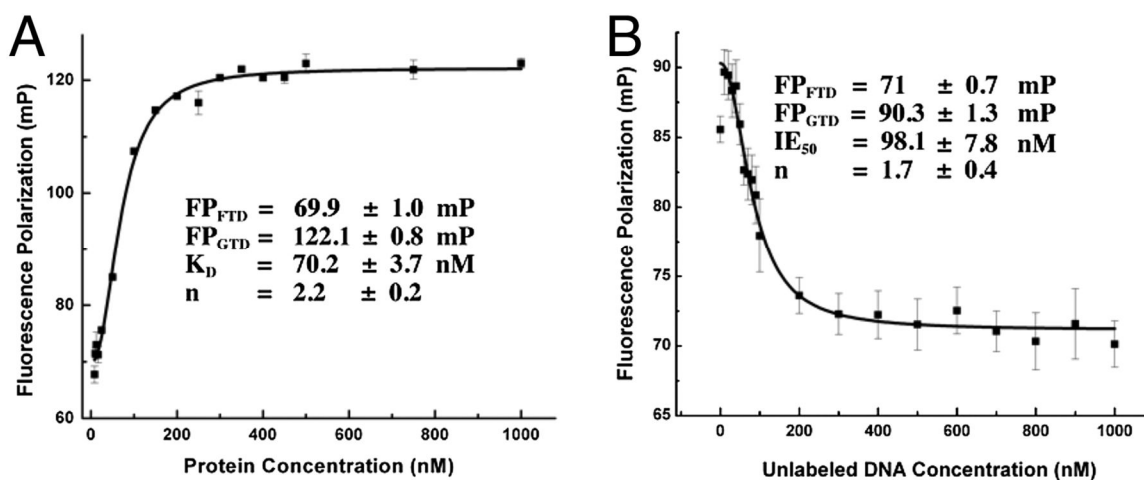 A
Fluorescence Polarization (mP)
120
100
80
60
FP_FTD = 69.9 ± 1.0 mP
FP_GTD = 122.1 ± 0.8 mP
K_D = 70.2 ± 3.7 nM
n = 2.2 ± 0.2
0 200 400 600 800 1000
Protein Concentration (nM)
B
Fluorescence Polarization (mP)
90
85
80
75
70
65
FP_FTD = 71 ± 0.7 mP
FP_GTD = 90.3 ± 1.3 mP
IE_50 = 98.1 ± 7.8 nM
n = 1.7 ± 0.4
0 200 400 600 800 1000
Unlabeled DNA Concentration (nM)